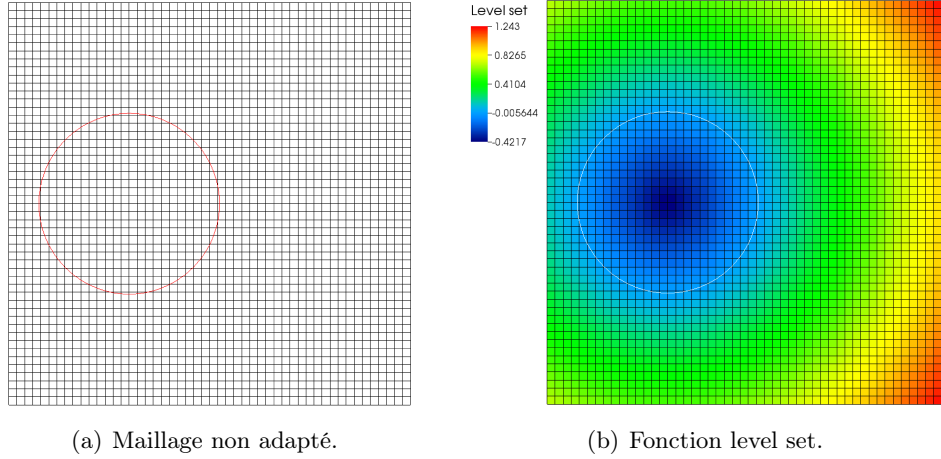 Level set
1.243
0.8265
0.4104
-0.005644
-0.4217
(a) Maillage non adapté.
(b) Fonction level set.